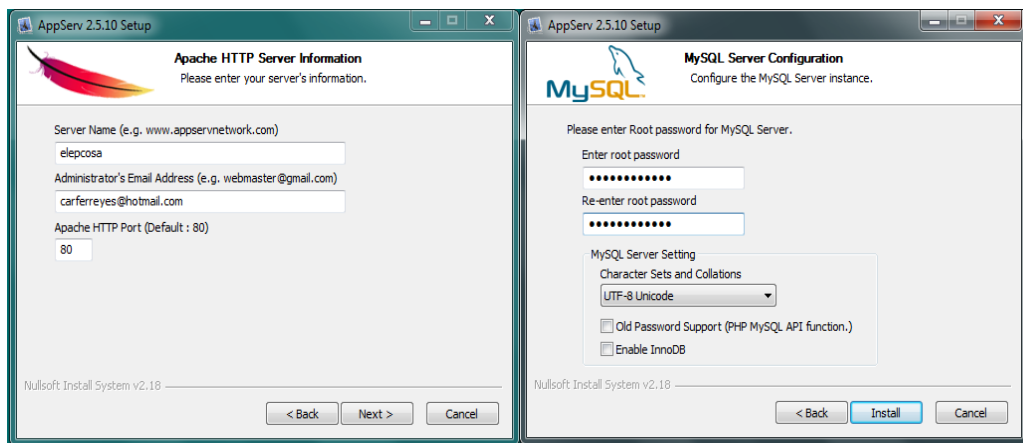 AppServ 2.5.10 Setup
Apache HTTP Server Information
Please enter your server's information.
Server Name (e.g. www.appservnetwork.com)
elepcosa
Administrator's Email Address (e.g. webmaster@gmail.com)
carferreyes@hotmail.com
Apache HTTP Port (Default : 80)
80
Nullsoft Install System v2.18
< Back
Next >
Cancel
AppServ 2.5.10 Setup
MySQL
MySQL Server Configuration
Configure the MySQL Server instance.
Please enter Root password for MySQL Server.
Enter root password
••••••••••••
Re-enter root password
••••••••••••
MySQL Server Setting
Character Sets and Collations
UTF-8 Unicode
Old Password Support (PHP MySQL API function.)
Enable InnoDB
Nullsoft Install System v2.18
< Back
Install
Cancel